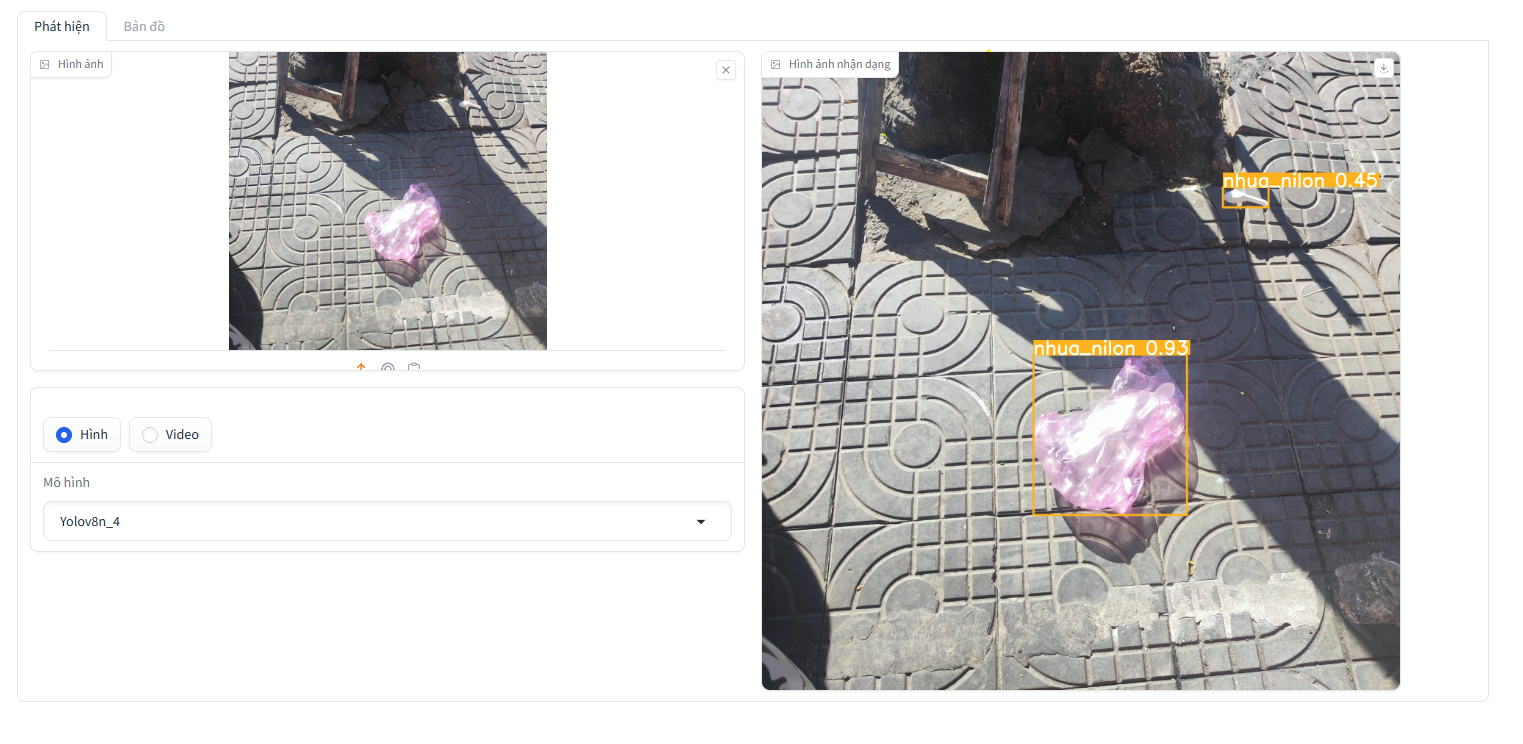 Phát hiện
Bản đồ
Hình ảnh
Hình ảnh nhận dạng
nhua_nilon 0.45
nhua_nilon 0.93
Hình
Video
Mô hình
Yolov8n_4